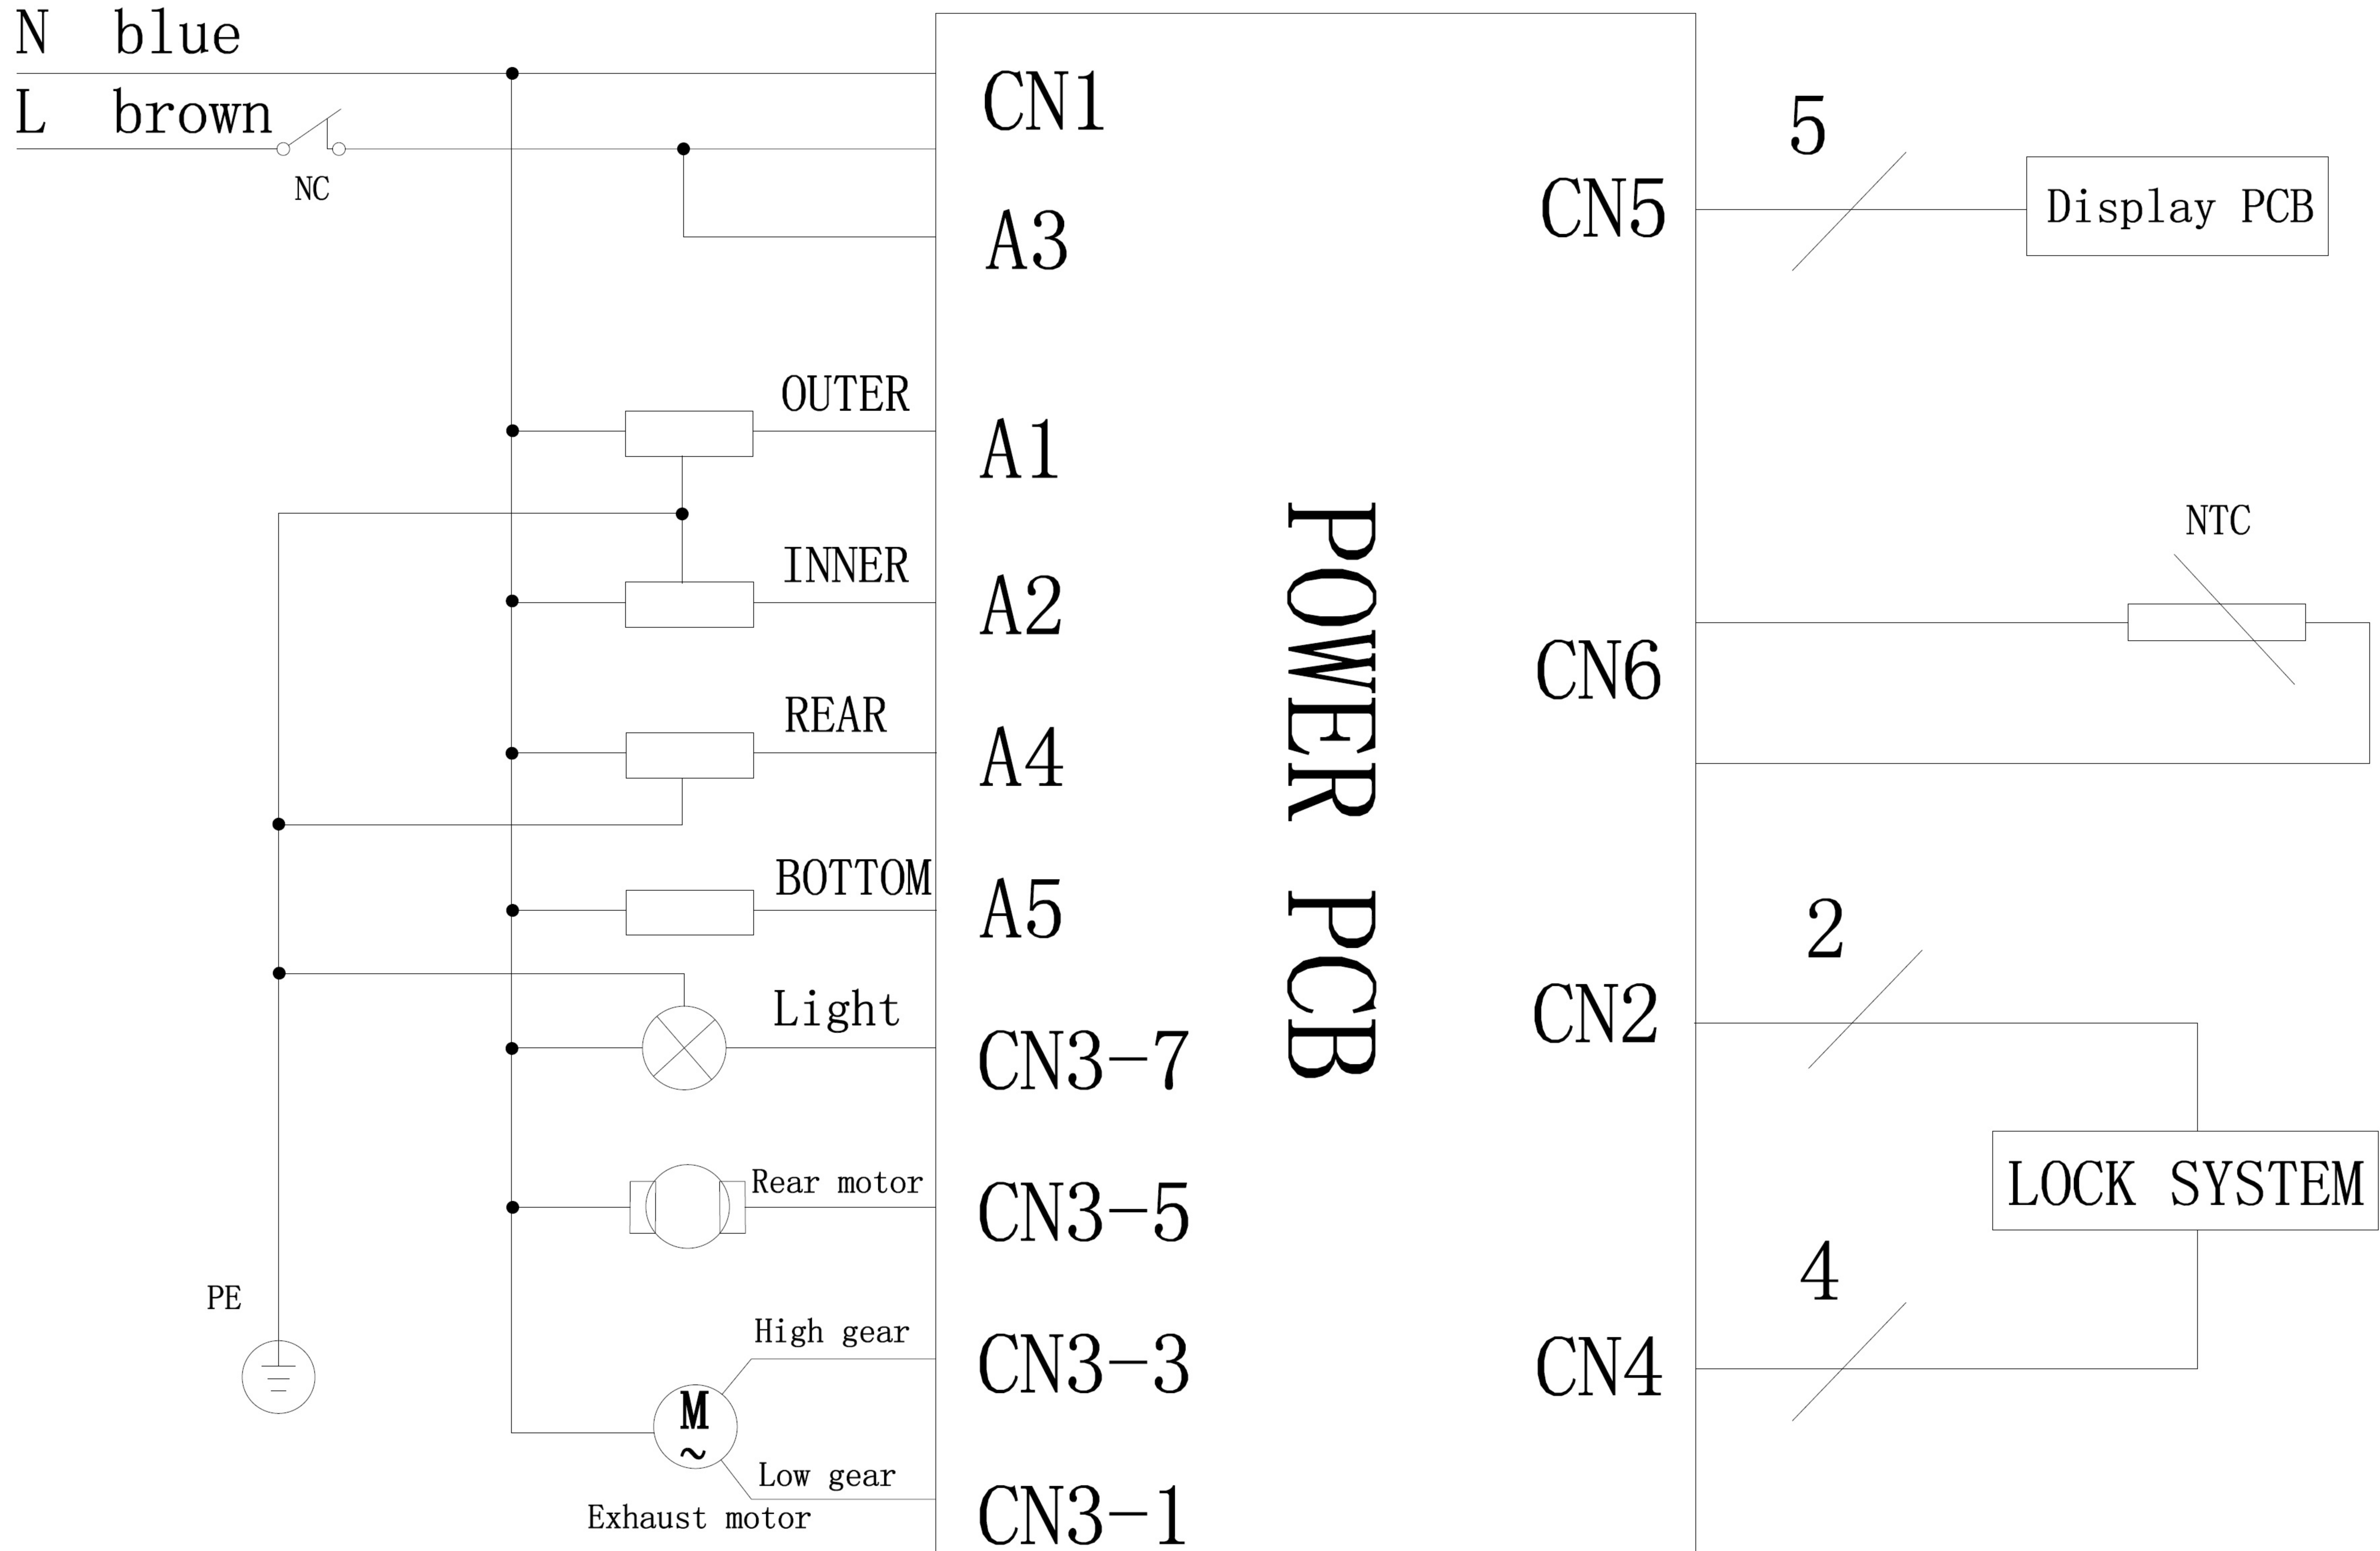 N blue
L brown
NC
CN1
A3
OUTER
A1
INNER
A2
REAR
A4
BOTTOM
A5
Light
CN3-7
Rear motor
CN3-5
PE
High gear
CN3-3
M
~
Low gear
Exhaust motor
CN3-1
POWER PCB
5
CN5
Display PCB
NTC
CN6
2
CN2
LOCK SYSTEM
4
CN4